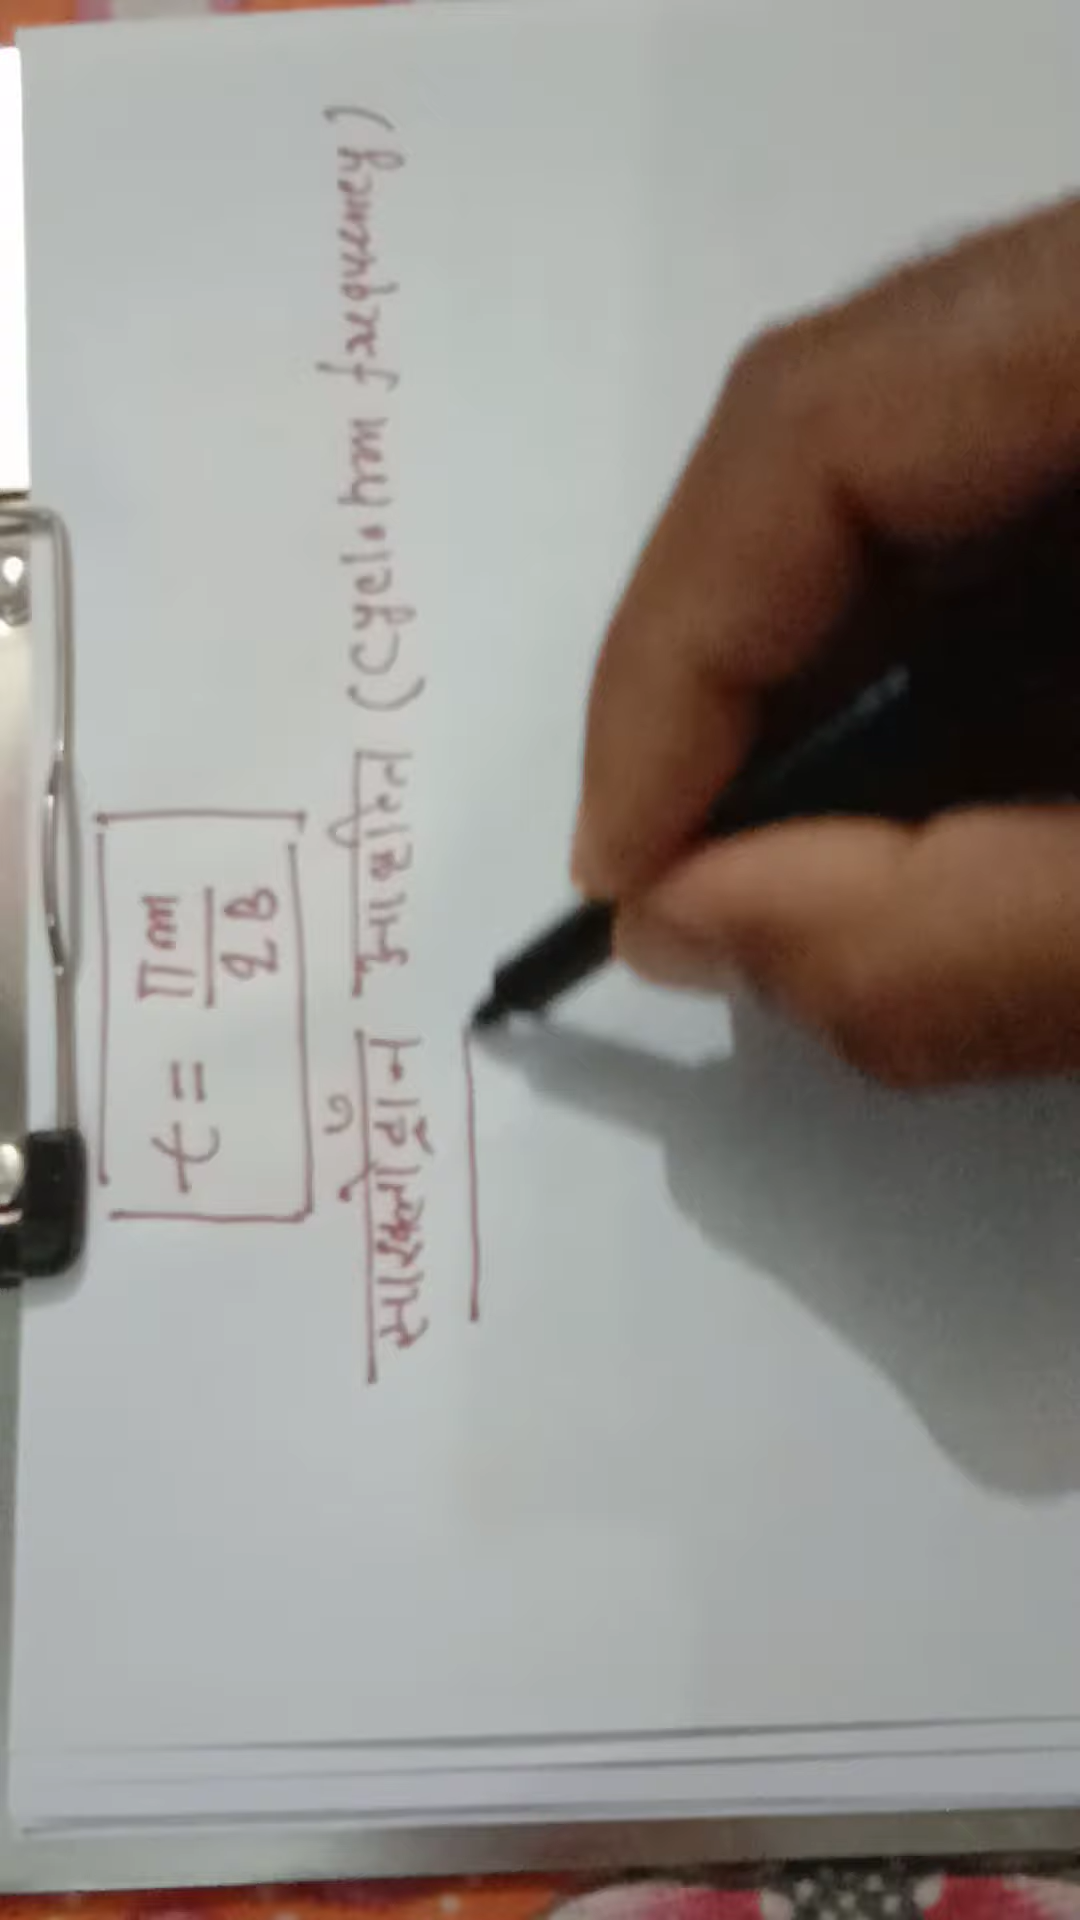 t = πm / qB
साइक्लोट्रॉन आवृत्ति (Cyclotron frequency)